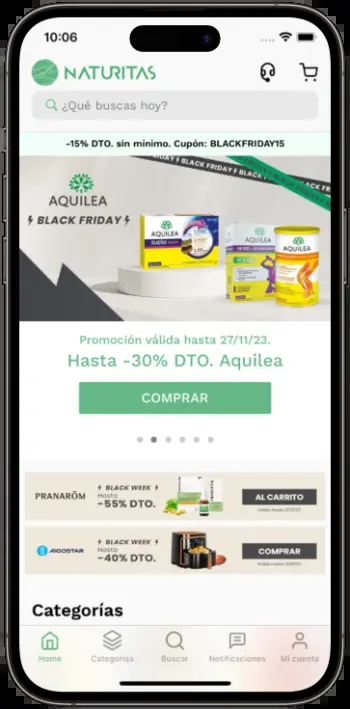 10:06
NATURITAS
¿Qué buscas hoy?
-15% DTO. sin mínimo. Cupón: BLACKFRIDAY15
BLACK FRIDAY BLACK FRIDAY BLACK FRIDAY
AQUILEA
BLACK FRIDAY
AQUILEA
SUEÑO
AQUILEA
Promoción válida hasta 27/11/23.
Hasta -30% DTO. Aquilea
COMPRAR
PRANARŌM
BLACK WEEK
Hasta
-55% DTO.
AL CARRITO
AIGOSTAR
BLACK WEEK
Hasta
-40% DTO.
COMPRAR
Categorías
Home
Categorías
Buscar
Notificaciones
Mi cuenta